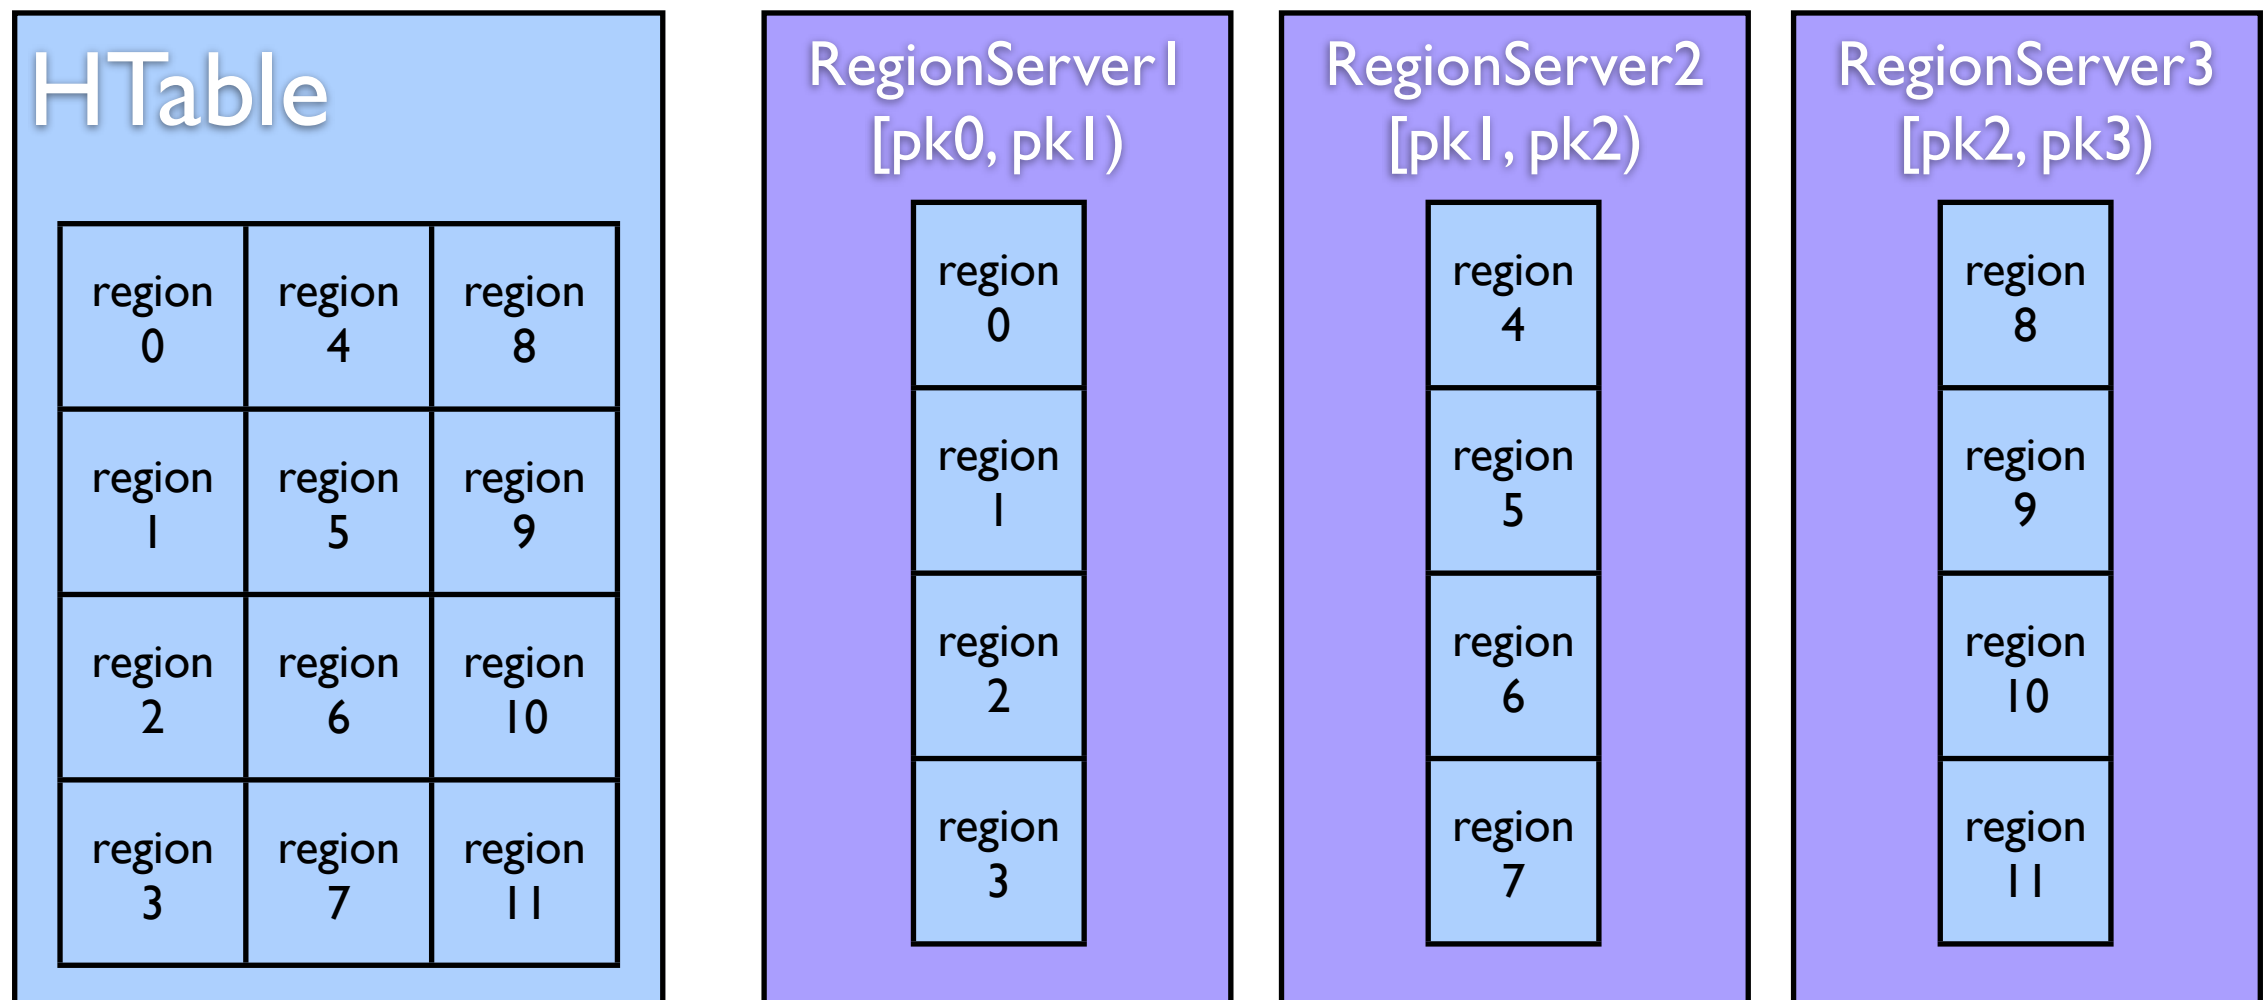 HTable
region
0
region
4
region
8
region
1
region
5
region
9
region
2
region
6
region
10
region
3
region
7
region
11
RegionServer1
[pk0, pk1)
region
0
region
1
region
2
region
3
RegionServer2
[pk1, pk2)
region
4
region
5
region
6
region
7
RegionServer3
[pk2, pk3)
region
8
region
9
region
10
region
11